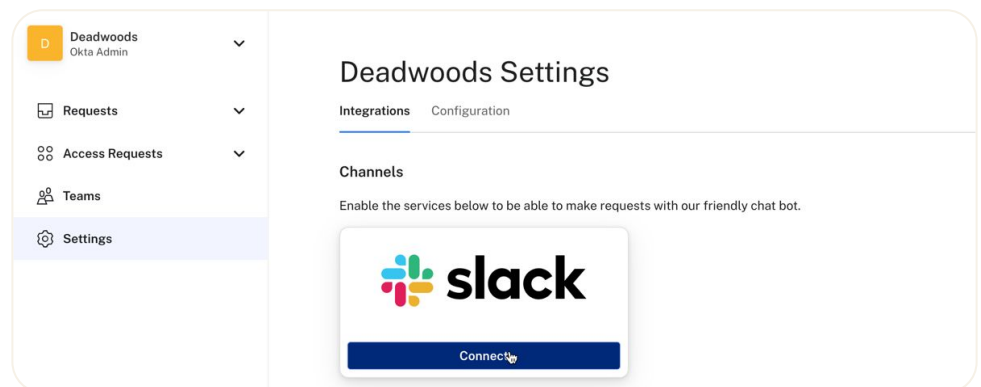 D
Deadwoods
Okta Admin
Requests
Access Requests
Teams
Settings
Deadwoods Settings
Integrations Configuration
Channels
Enable the services below to be able to make requests with our friendly chat bot.
slack
Connect